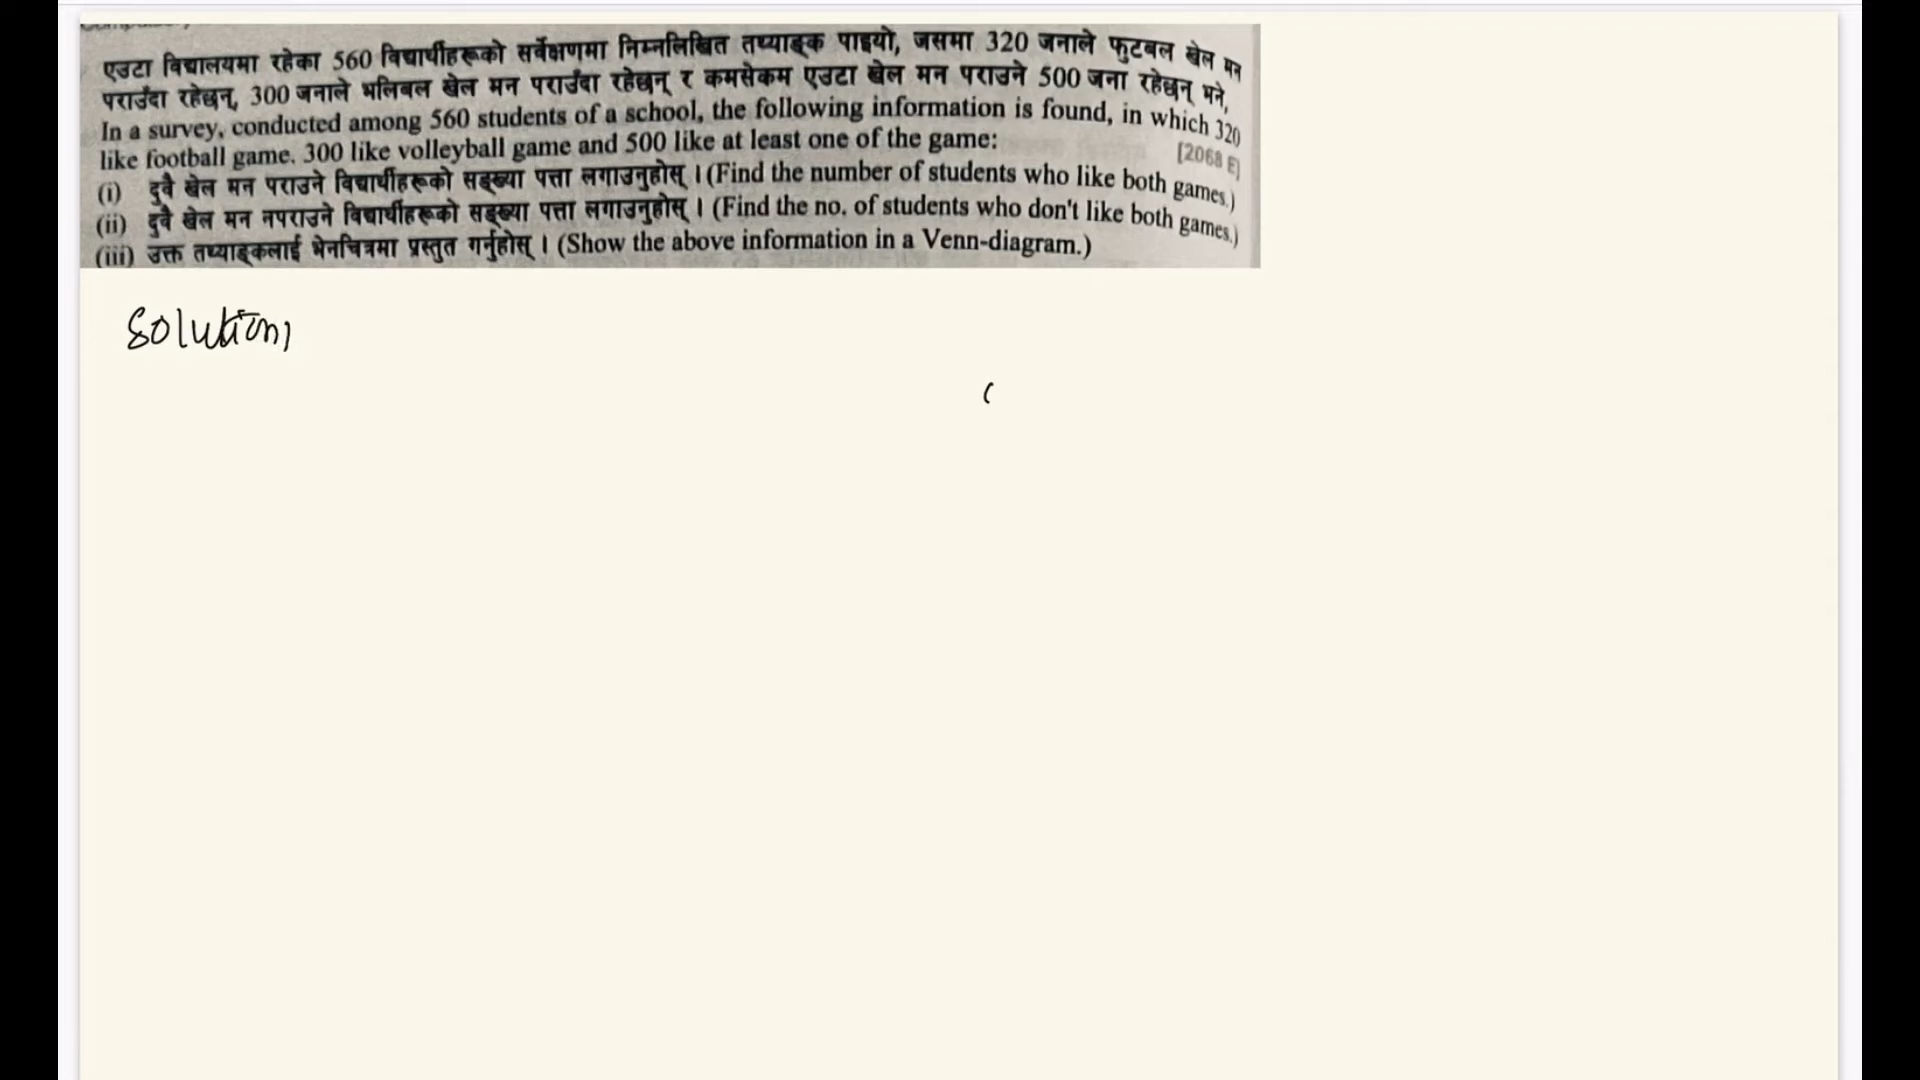 एउटा विद्यालयमा रहेका 560 विद्यार्थीहरूको सर्वेक्षणमा निम्नलिखित तथ्याङ्क पाइयो, जसमा 320 जनाले फुटबल खेल मन
पराउँदा रहेछन्, 300 जनाले भलिबल खेल मन पराउँदा रहेछन् र कमसेकम एउटा खेल मन पराउने 500 जना रहेछन् भने,
In a survey, conducted among 560 students of a school, the following information is found, in which 320
like football game, 300 like volleyball game and 500 like at least one of the game:
[2068 E]
(i) दुवै खेल मन पराउने विद्यार्थीहरूको सङ्ख्या पत्ता लगाउनुहोस् । (Find the number of students who like both games.)
(ii) दुवै खेल मन नपराउने विद्यार्थीहरूको सङ्ख्या पत्ता लगाउनुहोस् । (Find the no. of students who don't like both games.)
(iii) उक्त तथ्याङ्कलाई भेनचित्रमा प्रस्तुत गर्नुहोस् । (Show the above information in a Venn-diagram.)
Solution,
(